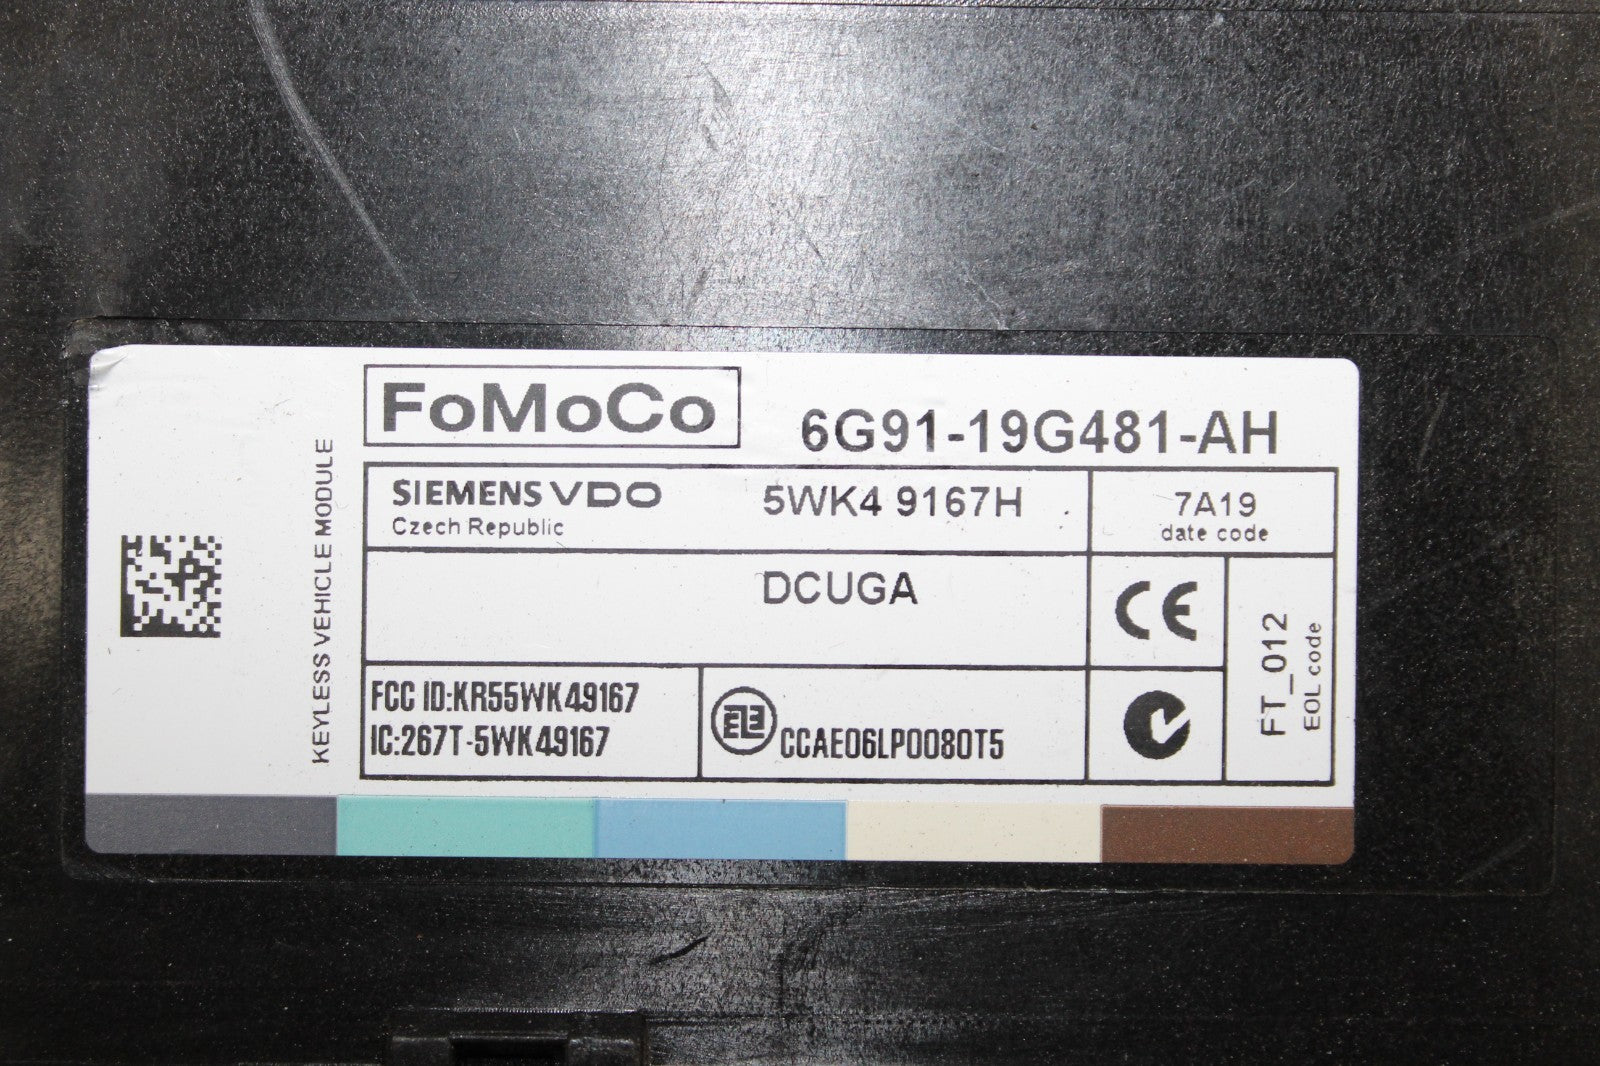 FoMoCo
6G91-19G481-AH
KEYLESS VEHICLE MODULE
SIEMENS VDO
Czech Republic
5WK4 9167H
7A19
date code
DCUGA
CE
FT_012
EOL code
FCC ID:KR55WK49167
IC:267T-5WK49167
CCAE06LP0080T5